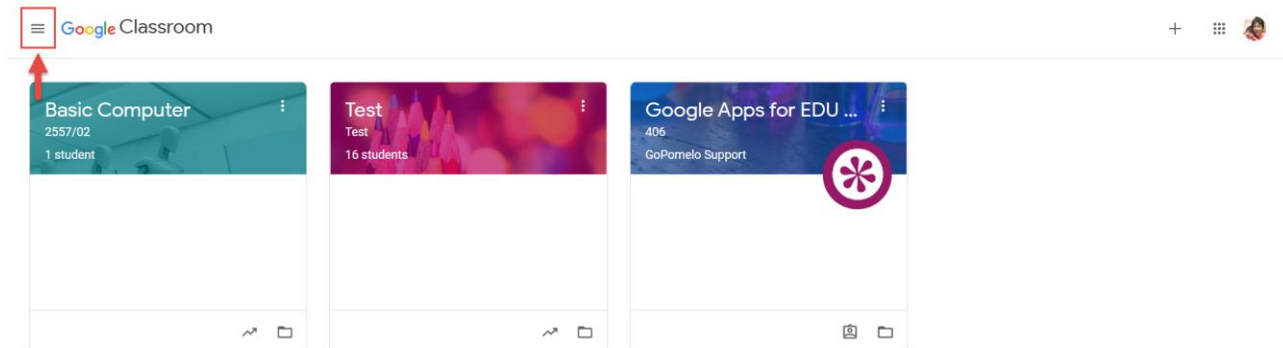 Google Classroom
Basic Computer
2557/02
1 student
Test
Test
16 students
Google Apps for EDU ...
406
GoPomelo Support